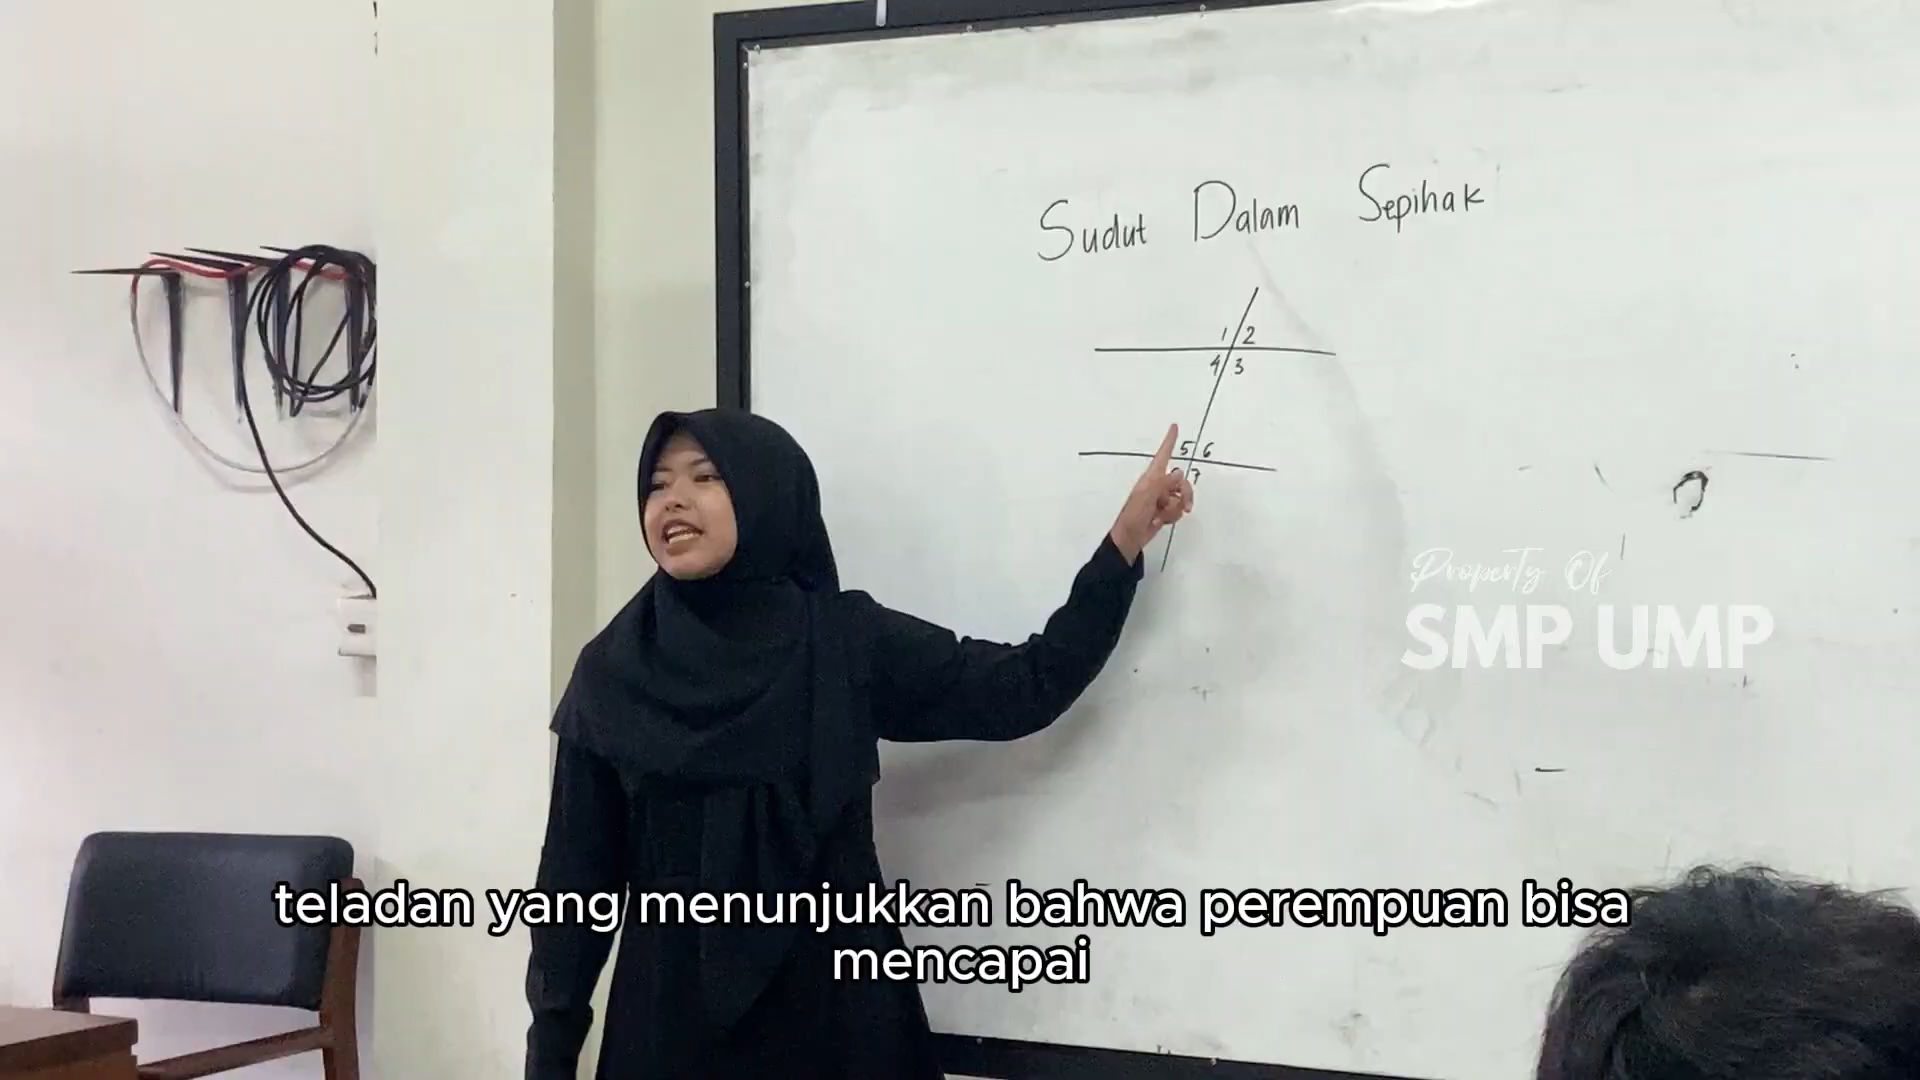 Sudut Dalam Sepihak
1 2
4 3
5 6
7
Property Of
SMP UMP
teladan yang menunjukkan bahwa perempuan bisa
mencapai